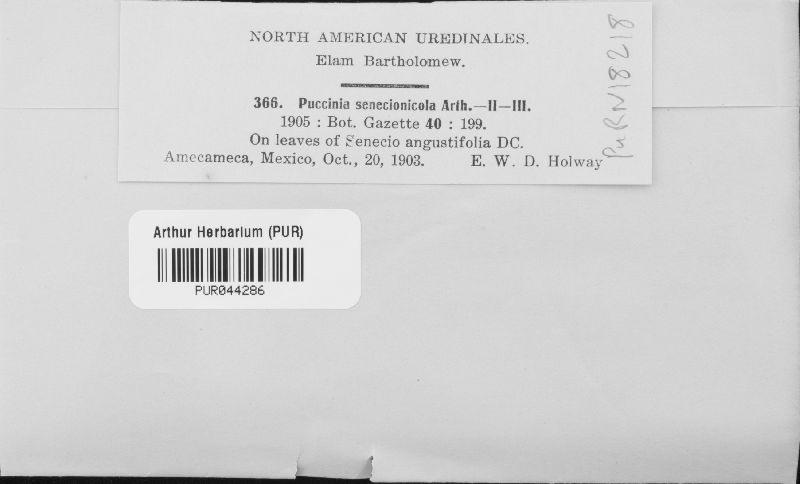 NORTH AMERICAN UREDINALES.
Elam Bartholomew.
366. Puccinia senecionicola Arth.—II—III.
1905 : Bot. Gazette 40 : 199.
On leaves of Senecio angustifolia DC.
Amecameca, Mexico, Oct., 20, 1903. E. W. D. Holway
PURN18218
Arthur Herbarium (PUR)
PUR044286